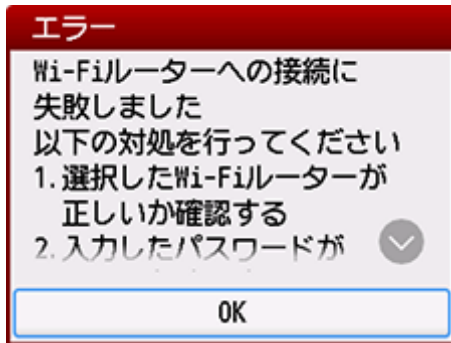 エラー
Wi-Fiルーターへの接続に
失敗しました
以下の対処を行ってください
1.選択したWi-Fiルーターが
正しいか確認する
2.入力したパスワードが
OK